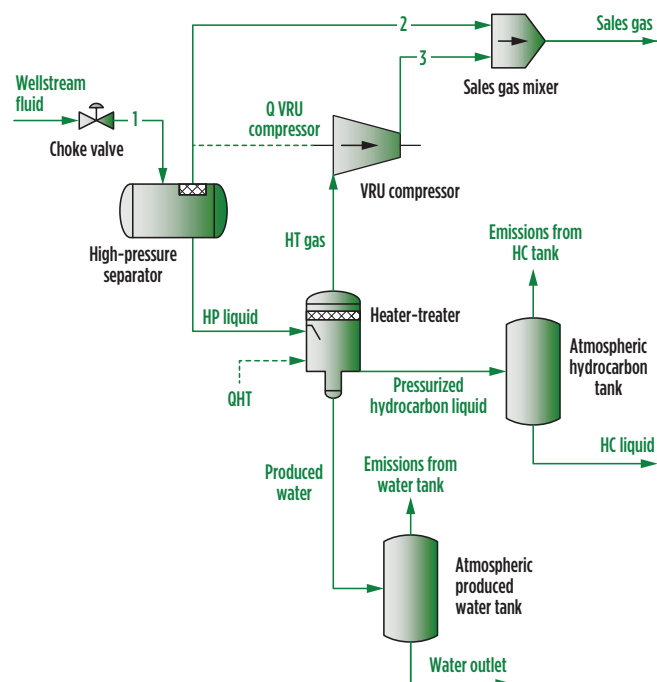 2
Sales gas
3
Sales gas mixer
Wellstream
fluid
1
Choke valve
Q VRU
compressor
VRU compressor
High-pressure
separator
HT gas
Emissions from
HC tank
HP liquid
Heater-treater
Atmospheric
hydrocarbon
tank
QHT
Pressurized
hydrocarbon liquid
HC liquid
Produced
water
Emissions from
water tank
Atmospheric
produced
water tank
Water outlet